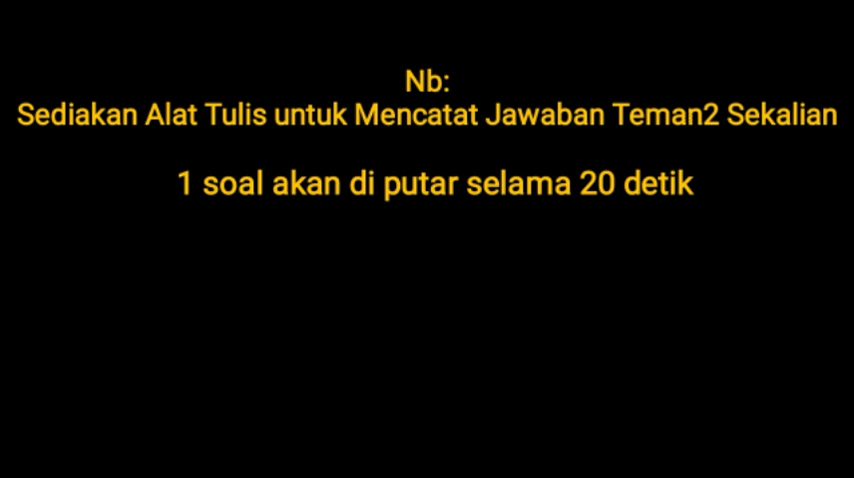 Nb:
Sediakan Alat Tulis untuk Mencatat Jawaban Teman2 Sekalian
1 soal akan di putar selama 20 detik